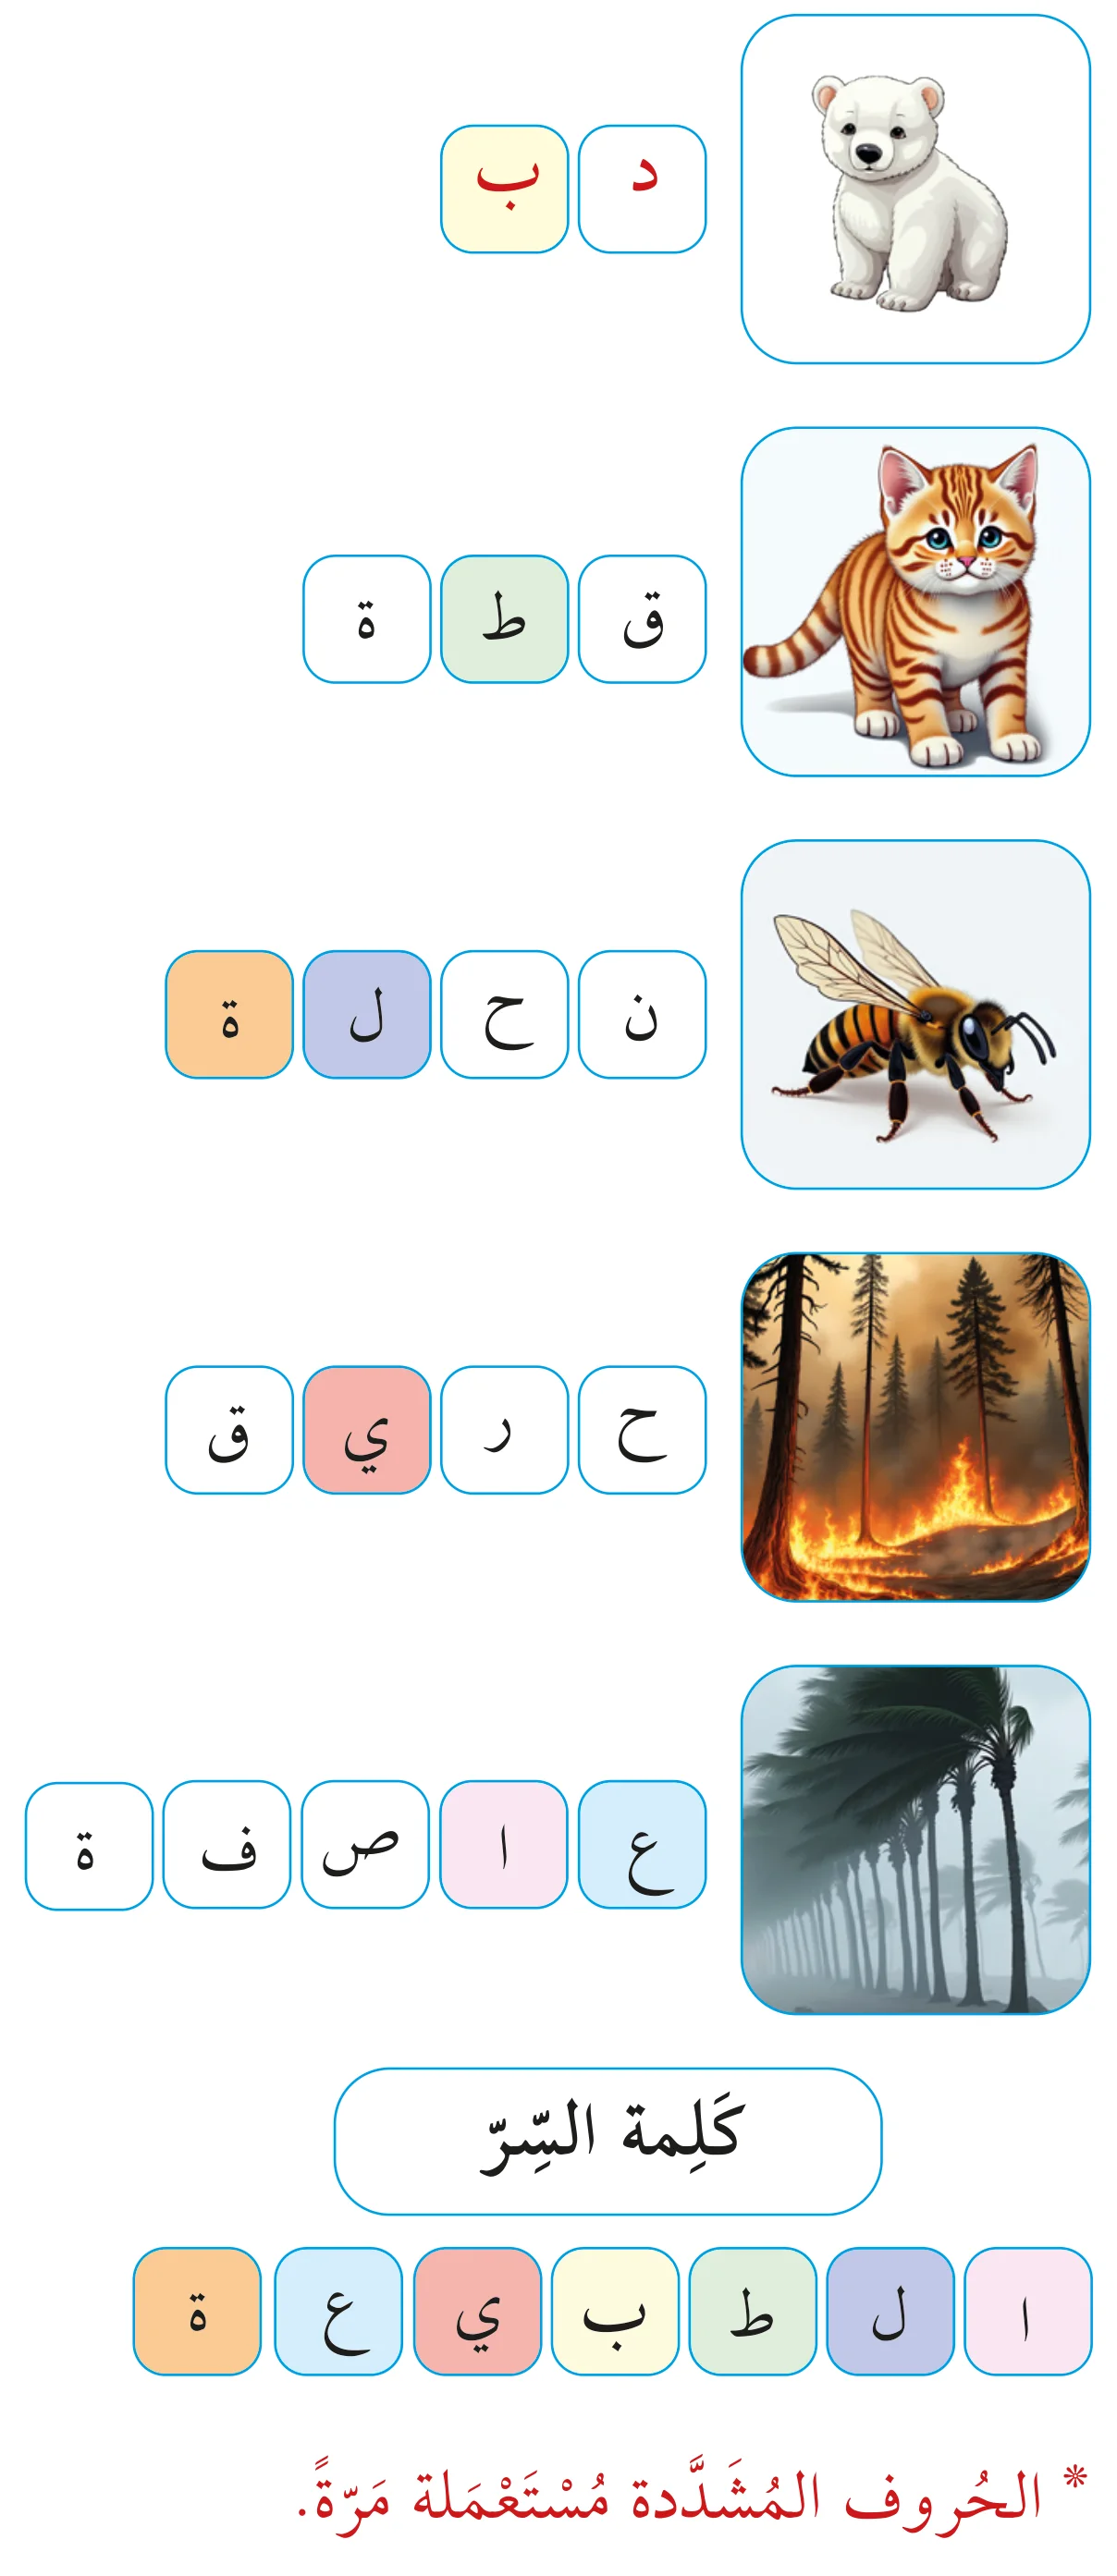 د ب
ق ط ة
ن ح ل ة
ح ر ي ق
ع ا ص ف ة
كَلِمة السِّرّ
ا ل ط ب ي ع ة
* الحُروف المُشَدَّدة مُسْتَعْمَلة مَرّةً.